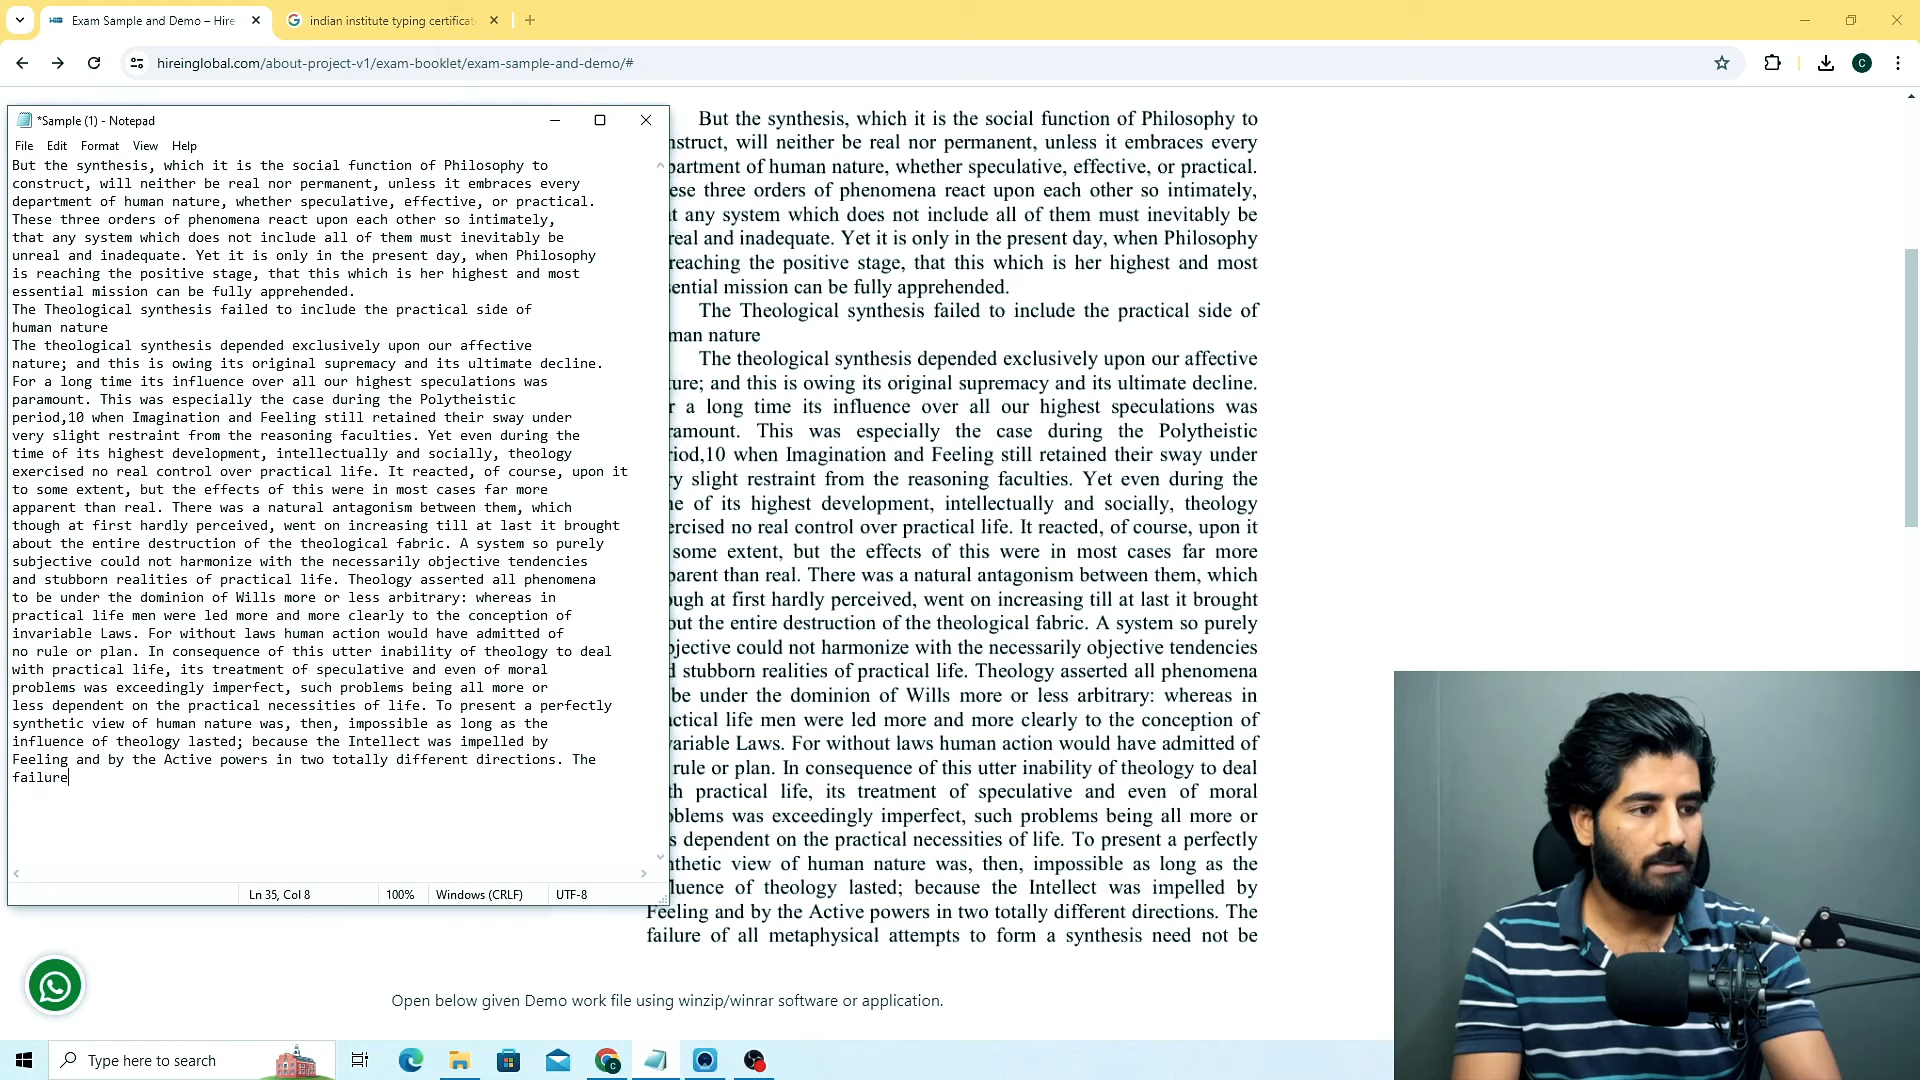 Exam Sample and Demo – Hire
indian institute typing certificat
hireinglobal.com/about-project-v1/exam-booklet/exam-sample-and-demo/#
C
*Sample (1) - Notepad
File Edit Format View Help
But the synthesis, which it is the social function of Philosophy to
construct, will neither be real nor permanent, unless it embraces every
department of human nature, whether speculative, effective, or practical.
These three orders of phenomena react upon each other so intimately,
that any system which does not include all of them must inevitably be
unreal and inadequate. Yet it is only in the present day, when Philosophy
is reaching the positive stage, that this which is her highest and most
essential mission can be fully apprehended.
The Theological synthesis failed to include the practical side of
human nature
The theological synthesis depended exclusively upon our affective
nature; and this is owing its original supremacy and its ultimate decline.
For a long time its influence over all our highest speculations was
paramount. This was especially the case during the Polytheistic
period,10 when Imagination and Feeling still retained their sway under
very slight restraint from the reasoning faculties. Yet even during the
time of its highest development, intellectually and socially, theology
exercised no real control over practical life. It reacted, of course, upon it
to some extent, but the effects of this were in most cases far more
apparent than real. There was a natural antagonism between them, which
though at first hardly perceived, went on increasing till at last it brought
about the entire destruction of the theological fabric. A system so purely
subjective could not harmonize with the necessarily objective tendencies
and stubborn realities of practical life. Theology asserted all phenomena
to be under the dominion of Wills more or less arbitrary: whereas in
practical life men were led more and more clearly to the conception of
invariable Laws. For without laws human action would have admitted of
no rule or plan. In consequence of this utter inability of theology to deal
with practical life, its treatment of speculative and even of moral
problems was exceedingly imperfect, such problems being all more or
less dependent on the practical necessities of life. To present a perfectly
synthetic view of human nature was, then, impossible as long as the
influence of theology lasted; because the Intellect was impelled by
Feeling and by the Active powers in two totally different directions. The
failure
Ln 35, Col 8 100% Windows (CRLF) UTF-8
But the synthesis, which it is the social function of Philosophy to
nstruct, will neither be real nor permanent, unless it embraces every
partment of human nature, whether speculative, effective, or practical.
ese three orders of phenomena react upon each other so intimately,
t any system which does not include all of them must inevitably be
real and inadequate. Yet it is only in the present day, when Philosophy
reaching the positive stage, that this which is her highest and most
sential mission can be fully apprehended.
The Theological synthesis failed to include the practical side of
man nature
The theological synthesis depended exclusively upon our affective
ture; and this is owing its original supremacy and its ultimate decline.
r a long time its influence over all our highest speculations was
ramount. This was especially the case during the Polytheistic
riod,10 when Imagination and Feeling still retained their sway under
ry slight restraint from the reasoning faculties. Yet even during the
ne of its highest development, intellectually and socially, theology
ercised no real control over practical life. It reacted, of course, upon it
some extent, but the effects of this were in most cases far more
parent than real. There was a natural antagonism between them, which
ough at first hardly perceived, went on increasing till at last it brought
out the entire destruction of the theological fabric. A system so purely
bjective could not harmonize with the necessarily objective tendencies
d stubborn realities of practical life. Theology asserted all phenomena
be under the dominion of Wills more or less arbitrary: whereas in
actical life men were led more and more clearly to the conception of
variable Laws. For without laws human action would have admitted of
rule or plan. In consequence of this utter inability of theology to deal
th practical life, its treatment of speculative and even of moral
oblems was exceedingly imperfect, such problems being all more or
s dependent on the practical necessities of life. To present a perfectly
nthetic view of human nature was, then, impossible as long as the
luence of theology lasted; because the Intellect was impelled by
Feeling and by the Active powers in two totally different directions. The
failure of all metaphysical attempts to form a synthesis need not be
Open below given Demo work file using winzip/winrar software or application.
Type here to search